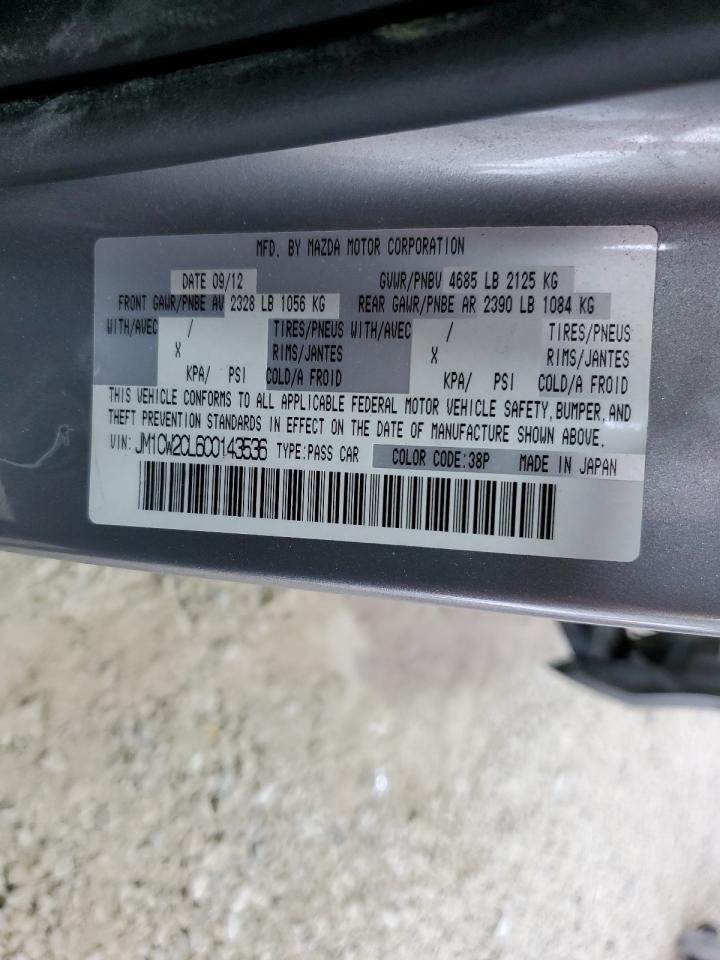 MFD. BY MAZDA MOTOR CORPORATION
DATE 09/12 GVWR/PNBV 4685 LB 2125 KG
FRONT GAWR/PNBE AV 2328 LB 1056 KG REAR GAWR/PNBE AR 2390 LB 1084 KG
WITH/AVEC / TIRES/PNEUS WITH/AVEC / TIRES/PNEUS
X RIMS/JANTES X RIMS/JANTES
KPA/ PSI COLD/A FROID KPA/ PSI COLD/A FROID
THIS VEHICLE CONFORMS TO ALL APPLICABLE FEDERAL MOTOR VEHICLE SAFETY, BUMPER, AND
THEFT PREVENTION STANDARDS IN EFFECT ON THE DATE OF MANUFACTURE SHOWN ABOVE.
VIN: JM1CW2CL6C0143536 TYPE:PASS CAR COLOR CODE:38P MADE IN JAPAN